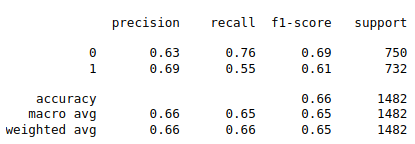 precision recall f1-score support
0 0.63 0.76 0.69 750
1 0.69 0.55 0.61 732
accuracy 0.66 1482
macro avg 0.66 0.65 0.65 1482
weighted avg 0.66 0.66 0.65 1482